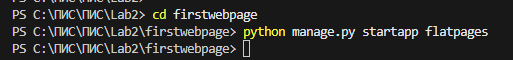 PS C:\ПИС\ПИС\Lab2> cd firstwebpage
PS C:\ПИС\ПИС\Lab2\firstwebpage> python manage.py startapp flatpages
PS C:\ПИС\ПИС\Lab2\firstwebpage>